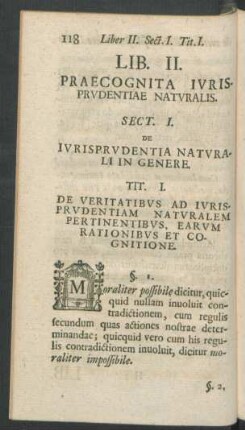 118 Liber II. Sect. I. Tit. I.
LIB. II.
PRAECOGNITA IVRIS-
PRVDENTIAE NATVRALIS.
SECT. I.
DE
IVRISPRVDENTIA NATVRA-
LI IN GENERE.
TIT. I.
DE VERITATIBVS AD IVRIS-
PRVDENTIAM NATVRALEM
PERTINENTIBVS, EARVM
RATIONIBVS ET CO-
GNITIONE.
§ 1.
Moraliter possibile dicitur, quic-
quid nullam inuoluit con-
tradictionem, cum regulis
secundum quas actiones nostrae deter-
minandae; quicquid vero cum his regu-
lis contradictionem inuoluit, dicitur mo-
raliter impossibile.
§. 2.